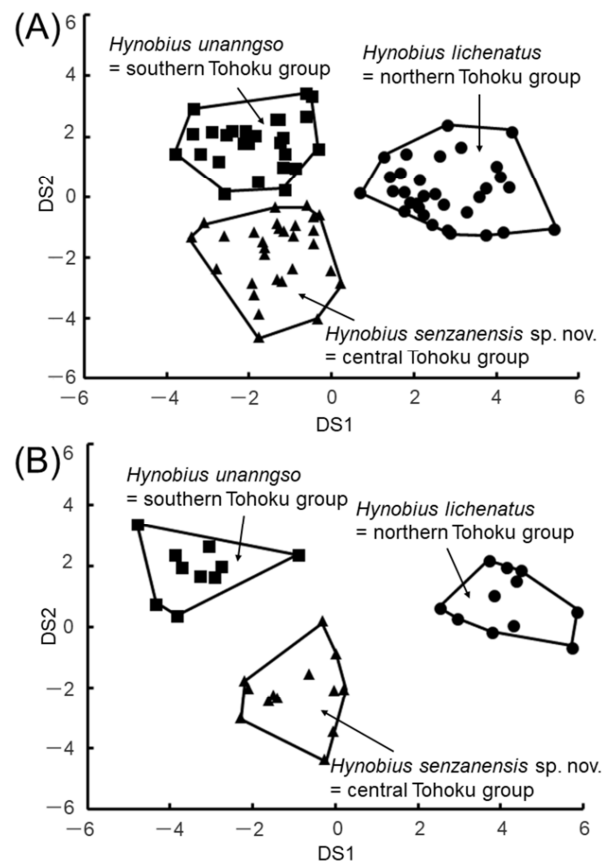 (A)
Hynobius unanngso
= southern Tohoku group
Hynobius lichenatus
= northern Tohoku group
6
4
2
0
−2
−4
−6
DS2
Hynobius senzanensis sp. nov.
= central Tohoku group
−6 −4 −2 0 2 4 6
DS1
(B)
Hynobius unanngso
= southern Tohoku group
Hynobius lichenatus
= northern Tohoku group
6
4
2
0
−2
−4
−6
DS2
Hynobius senzanensis sp. nov.
= central Tohoku group
−6 −4 −2 0 2 4 6
DS1